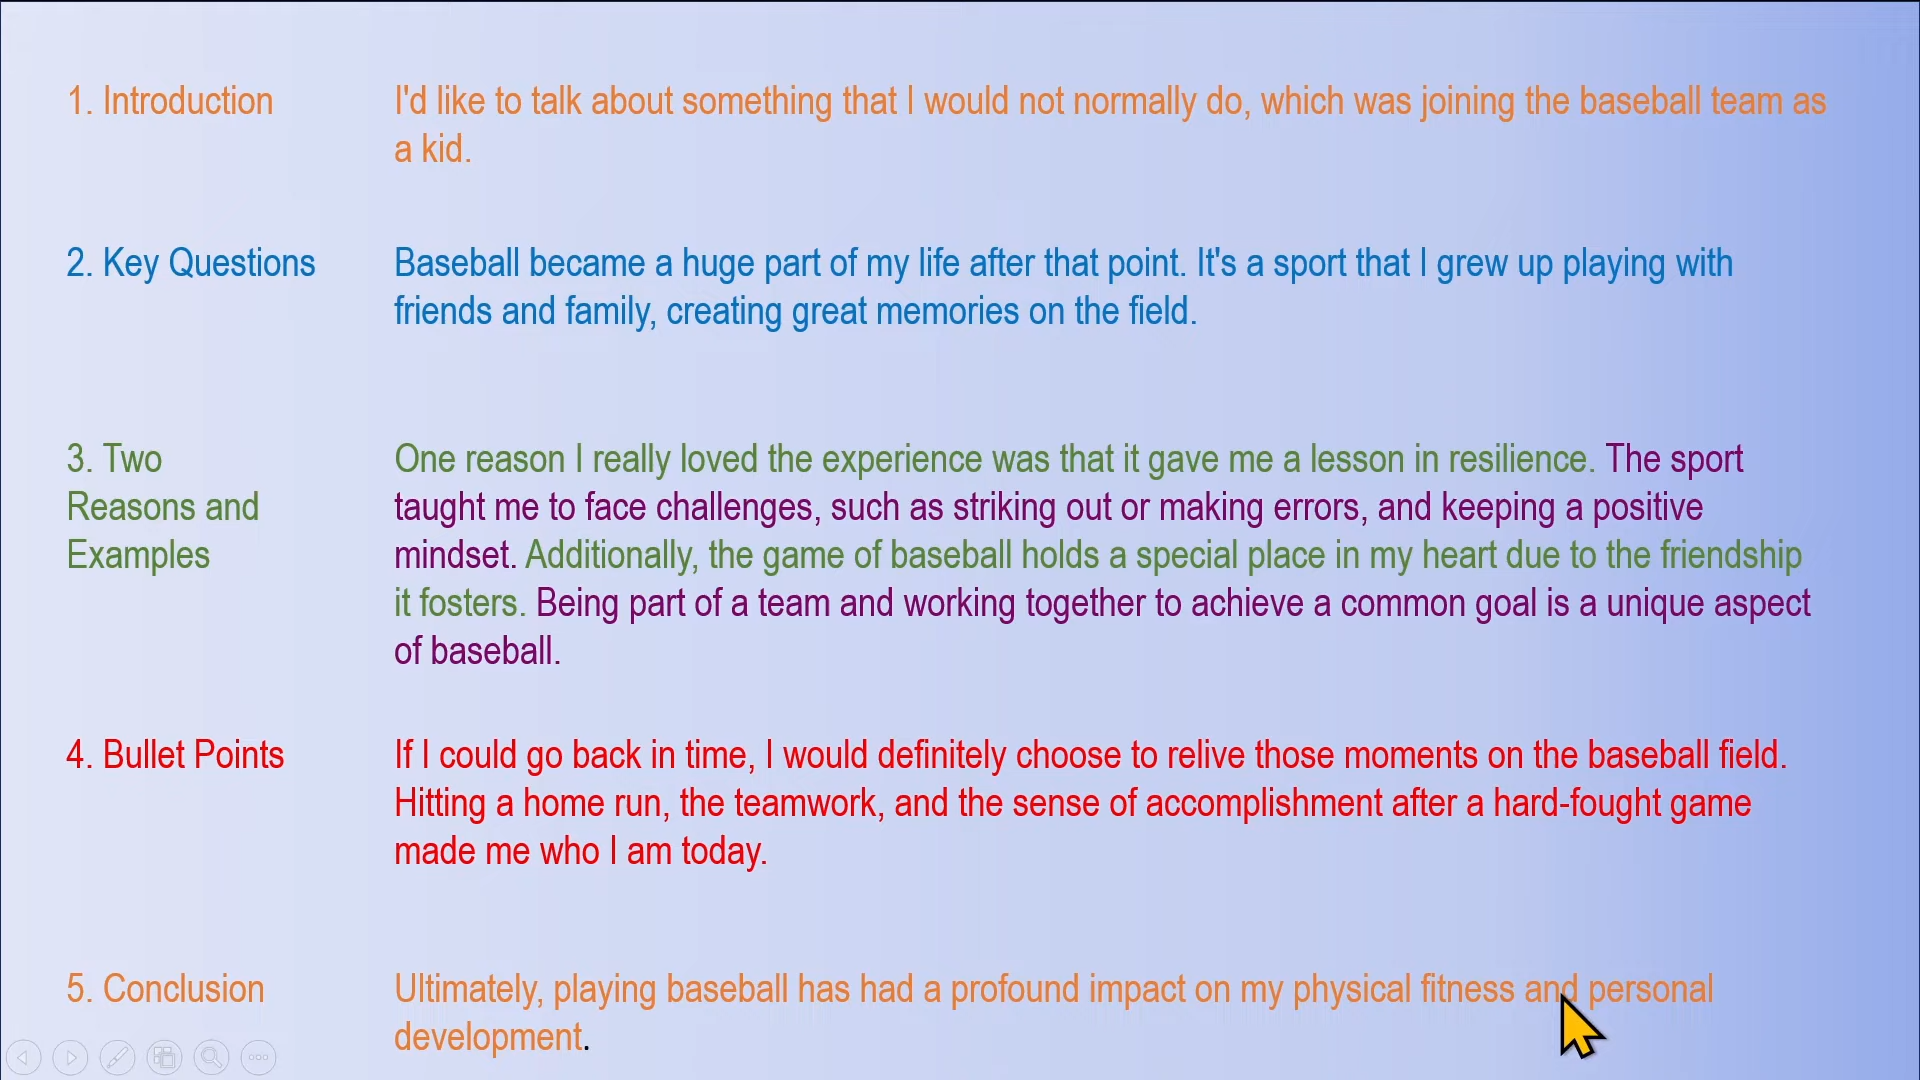 1. Introduction
I'd like to talk about something that I would not normally do, which was joining the baseball team as
a kid.
2. Key Questions
Baseball became a huge part of my life after that point. It's a sport that I grew up playing with
friends and family, creating great memories on the field.
3. Two
Reasons and
Examples
One reason I really loved the experience was that it gave me a lesson in resilience. The sport
taught me to face challenges, such as striking out or making errors, and keeping a positive
mindset. Additionally, the game of baseball holds a special place in my heart due to the friendship
it fosters. Being part of a team and working together to achieve a common goal is a unique aspect
of baseball.
4. Bullet Points
If I could go back in time, I would definitely choose to relive those moments on the baseball field.
Hitting a home run, the teamwork, and the sense of accomplishment after a hard-fought game
made me who I am today.
5. Conclusion
Ultimately, playing baseball has had a profound impact on my physical fitness and personal
development.